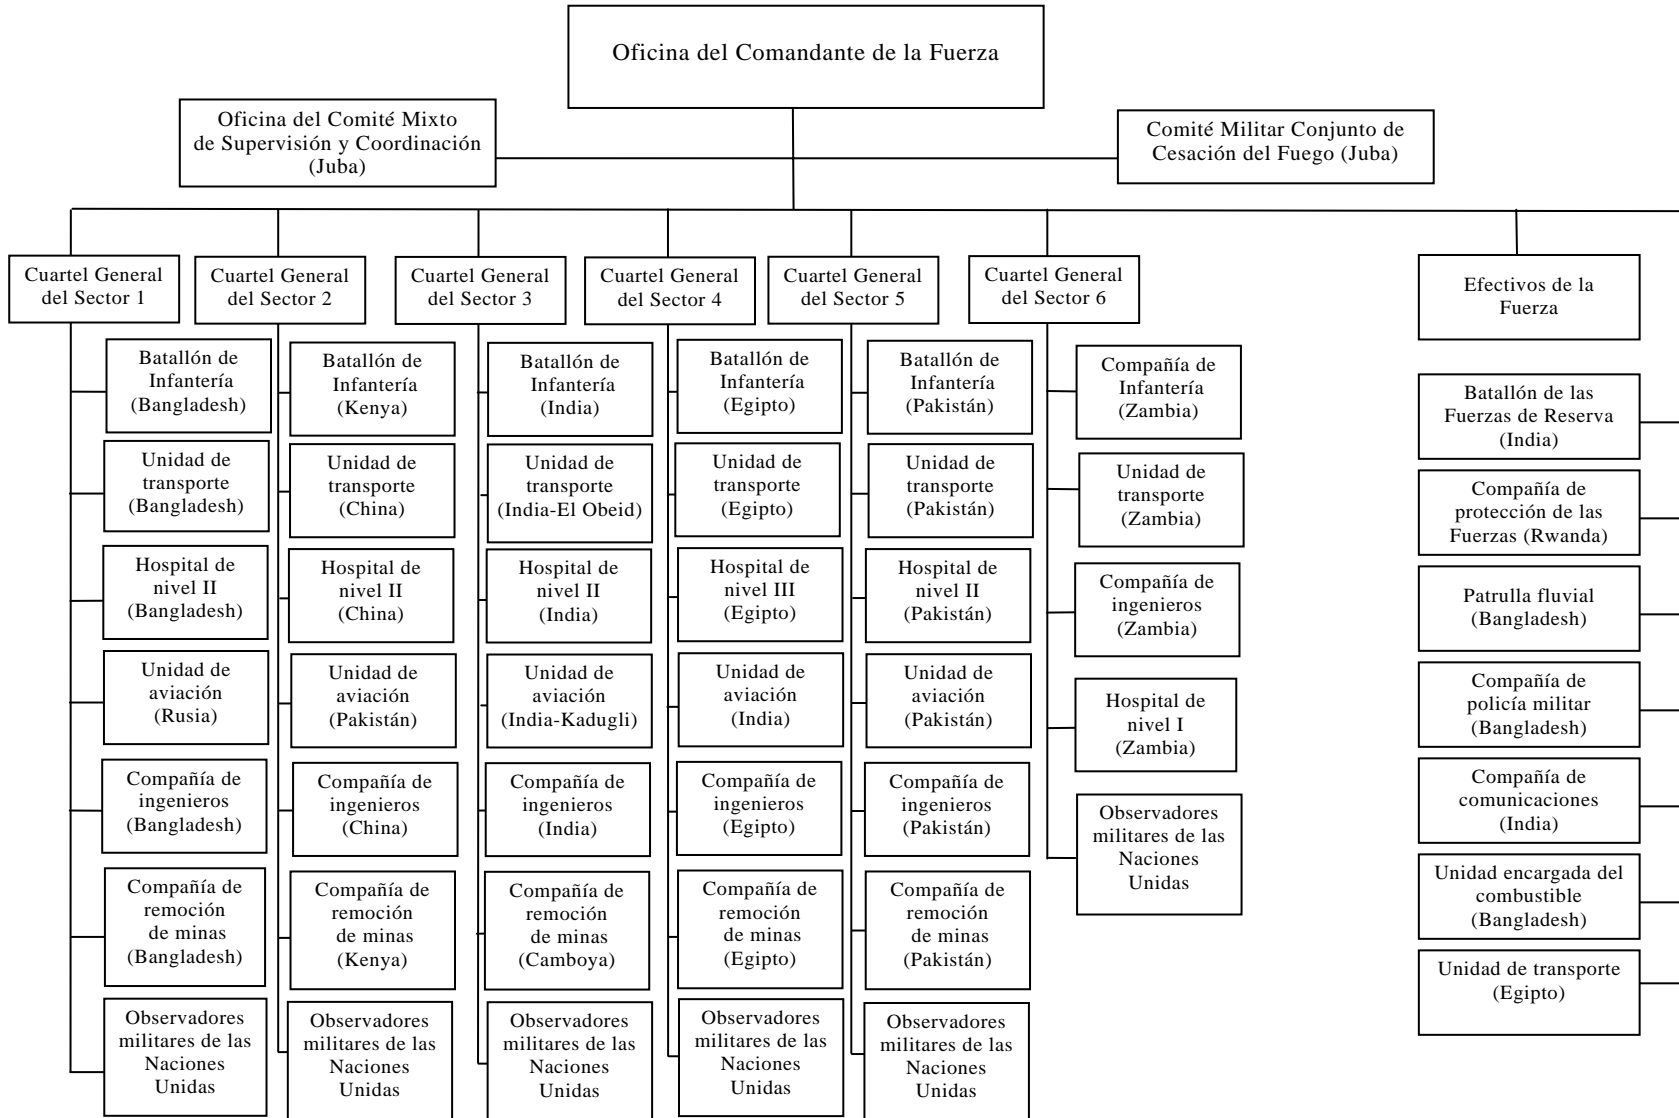 Oficina del Comandante de la Fuerza
Oficina del Comité Mixto
de Supervisión y Coordinación
(Juba)
Comité Militar Conjunto de
Cesación del Fuego (Juba)
Cuartel General
del Sector 1
Batallón de
Infantería
(Bangladesh)
Unidad de
transporte
(Bangladesh)
Hospital de
nivel II
(Bangladesh)
Unidad de
aviación
(Rusia)
Compañía de
ingenieros
(Bangladesh)
Compañía de
remoción
de minas
(Bangladesh)
Observadores
militares de las
Naciones
Unidas
Cuartel General
del Sector 2
Batallón de
Infantería
(Kenya)
Unidad de
transporte
(China)
Hospital de
nivel II
(China)
Unidad de
aviación
(Pakistán)
Compañía de
ingenieros
(China)
Compañía de
remoción
de minas
(Kenya)
Observadores
militares de las
Naciones
Unidas
Cuartel General
del Sector 3
Batallón de
Infantería
(India)
Unidad de
transporte
(India-El Obeid)
Hospital de
nivel II
(India)
Unidad de
aviación
(India-Kadugli)
Compañía de
ingenieros
(India)
Compañía de
remoción
de minas
(Camboya)
Observadores
militares de las
Naciones
Unidas
Cuartel General
del Sector 4
Batallón de
Infantería
(Egipto)
Unidad de
transporte
(Egipto)
Hospital de
nivel III
(Egipto)
Unidad de
aviación
(India)
Compañía de
ingenieros
(Egipto)
Compañía de
remoción
de minas
(Egipto)
Observadores
militares de las
Naciones
Unidas
Cuartel General
del Sector 5
Batallón de
Infantería
(Pakistán)
Unidad de
transporte
(Pakistán)
Hospital de
nivel II
(Pakistán)
Unidad de
aviación
(Pakistán)
Compañía de
ingenieros
(Pakistán)
Compañía de
remoción
de minas
(Pakistán)
Observadores
militares de las
Naciones
Unidas
Cuartel General
del Sector 6
Compañía de
Infantería
(Zambia)
Unidad de
transporte
(Zambia)
Compañía de
ingenieros
(Zambia)
Hospital de
nivel I
(Zambia)
Observadores
militares de las
Naciones
Unidas
Efectivos de la
Fuerza
Batallón de las
Fuerzas de Reserva
(India)
Compañía de
protección de las
Fuerzas (Rwanda)
Patrulla fluvial
(Bangladesh)
Compañía de
policía militar
(Bangladesh)
Compañía de
comunicaciones
(India)
Unidad encargada del
combustible
(Bangladesh)
Unidad de transporte
(Egipto)